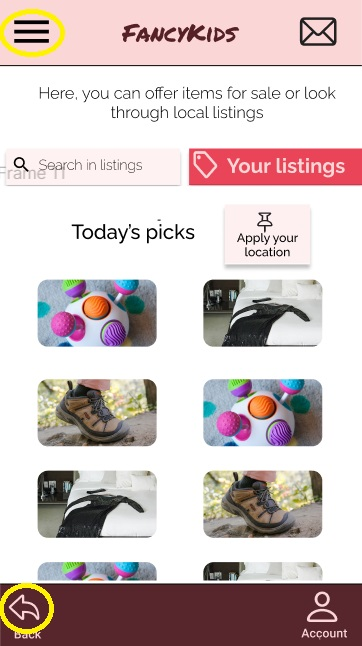 FancyKids
Here, you can offer items for sale or look
through local listings
Frame 11
Search in listings
Your listings
Today's picks
Apply your
location
Back
Account